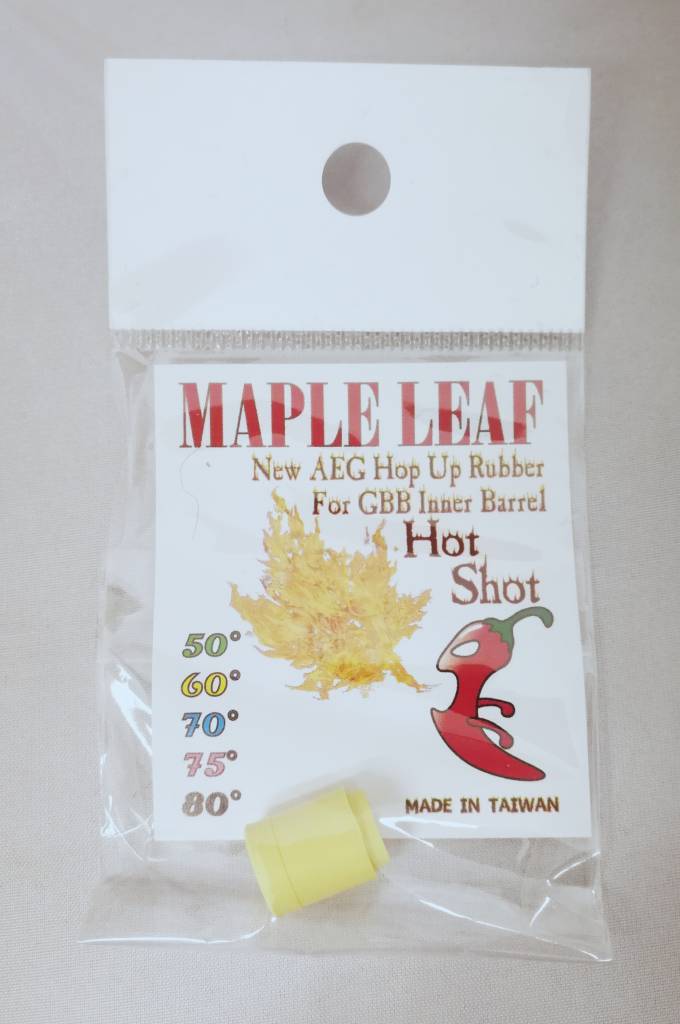 MAPLE LEAF
New AEG Hop Up Rubber
For GBB Inner Barrel
Hot
Shot
50°
60°
70°
75°
80°
MADE IN TAIWAN